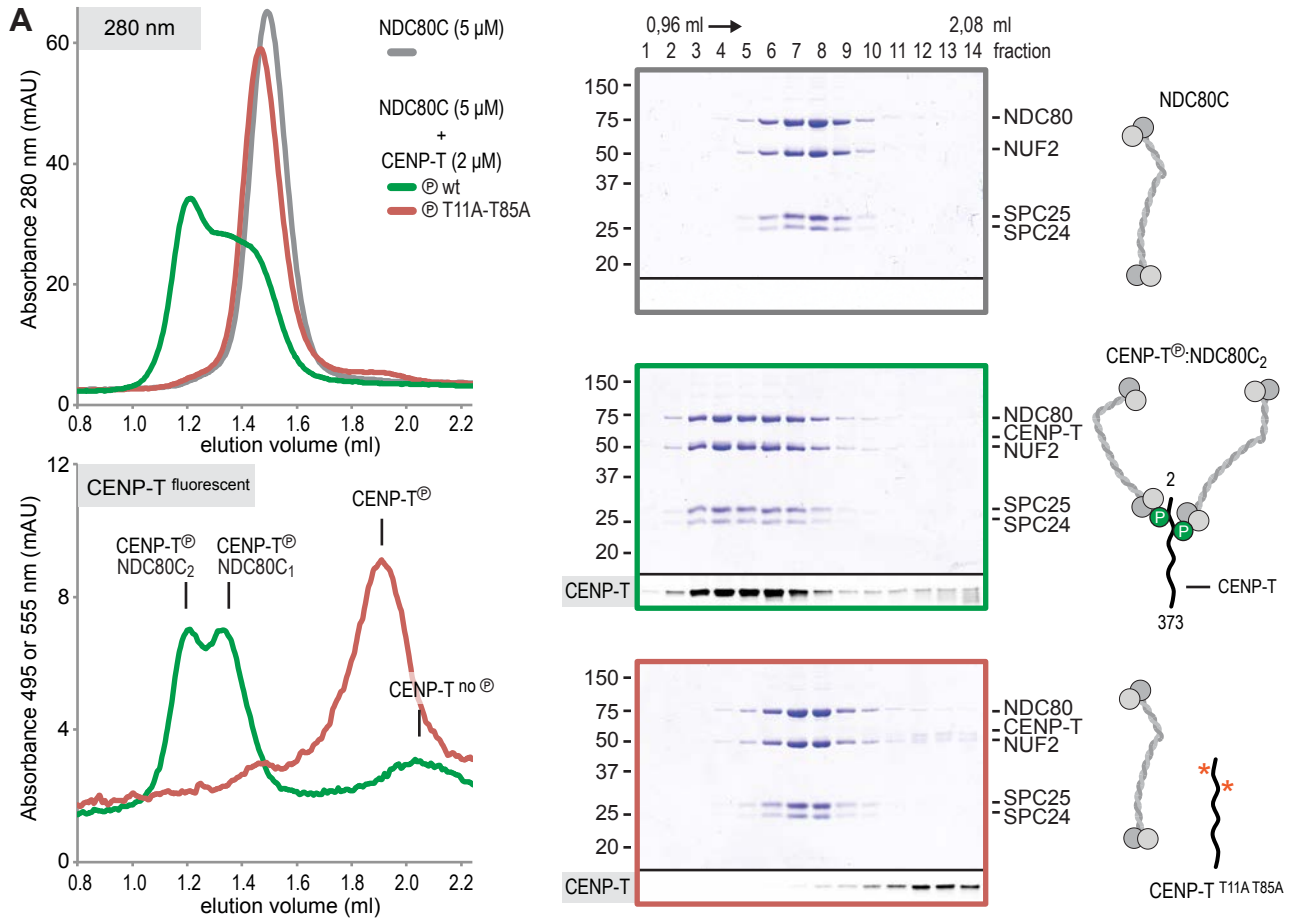 A
280 nm
NDC80C (5 µM)
NDC80C (5 µM)
+
CENP-T (2 µM)
Ⓟ wt
Ⓟ T11A-T85A
Absorbance 280 nm (mAU)
60
40
20
0
0.8 1.0 1.2 1.4 1.6 1.8 2.0 2.2
elution volume (ml)
CENP-T fluorescent
CENP-TⓅ
NDC80C2
CENP-TⓅ
NDC80C1
CENP-TⓅ
CENP-T no Ⓟ
Absorbance 495 or 555 nm (mAU)
12
8
4
0
0.8 1.0 1.2 1.4 1.6 1.8 2.0 2.2
elution volume (ml)
0,96 ml 2,08 ml
1 2 3 4 5 6 7 8 9 10 11 12 13 14 fraction
150
75
50
37
25
20
NDC80
NUF2
SPC25
SPC24
NDC80C
150
75
50
37
25
20
CENP-T
NDC80
CENP-T
NUF2
SPC25
SPC24
CENP-TⓅ:NDC80C2
2
P
P
CENP-T
373
150
75
50
37
25
20
CENP-T
NDC80
CENP-T
NUF2
SPC25
SPC24
* *
CENP-T T11A T85A